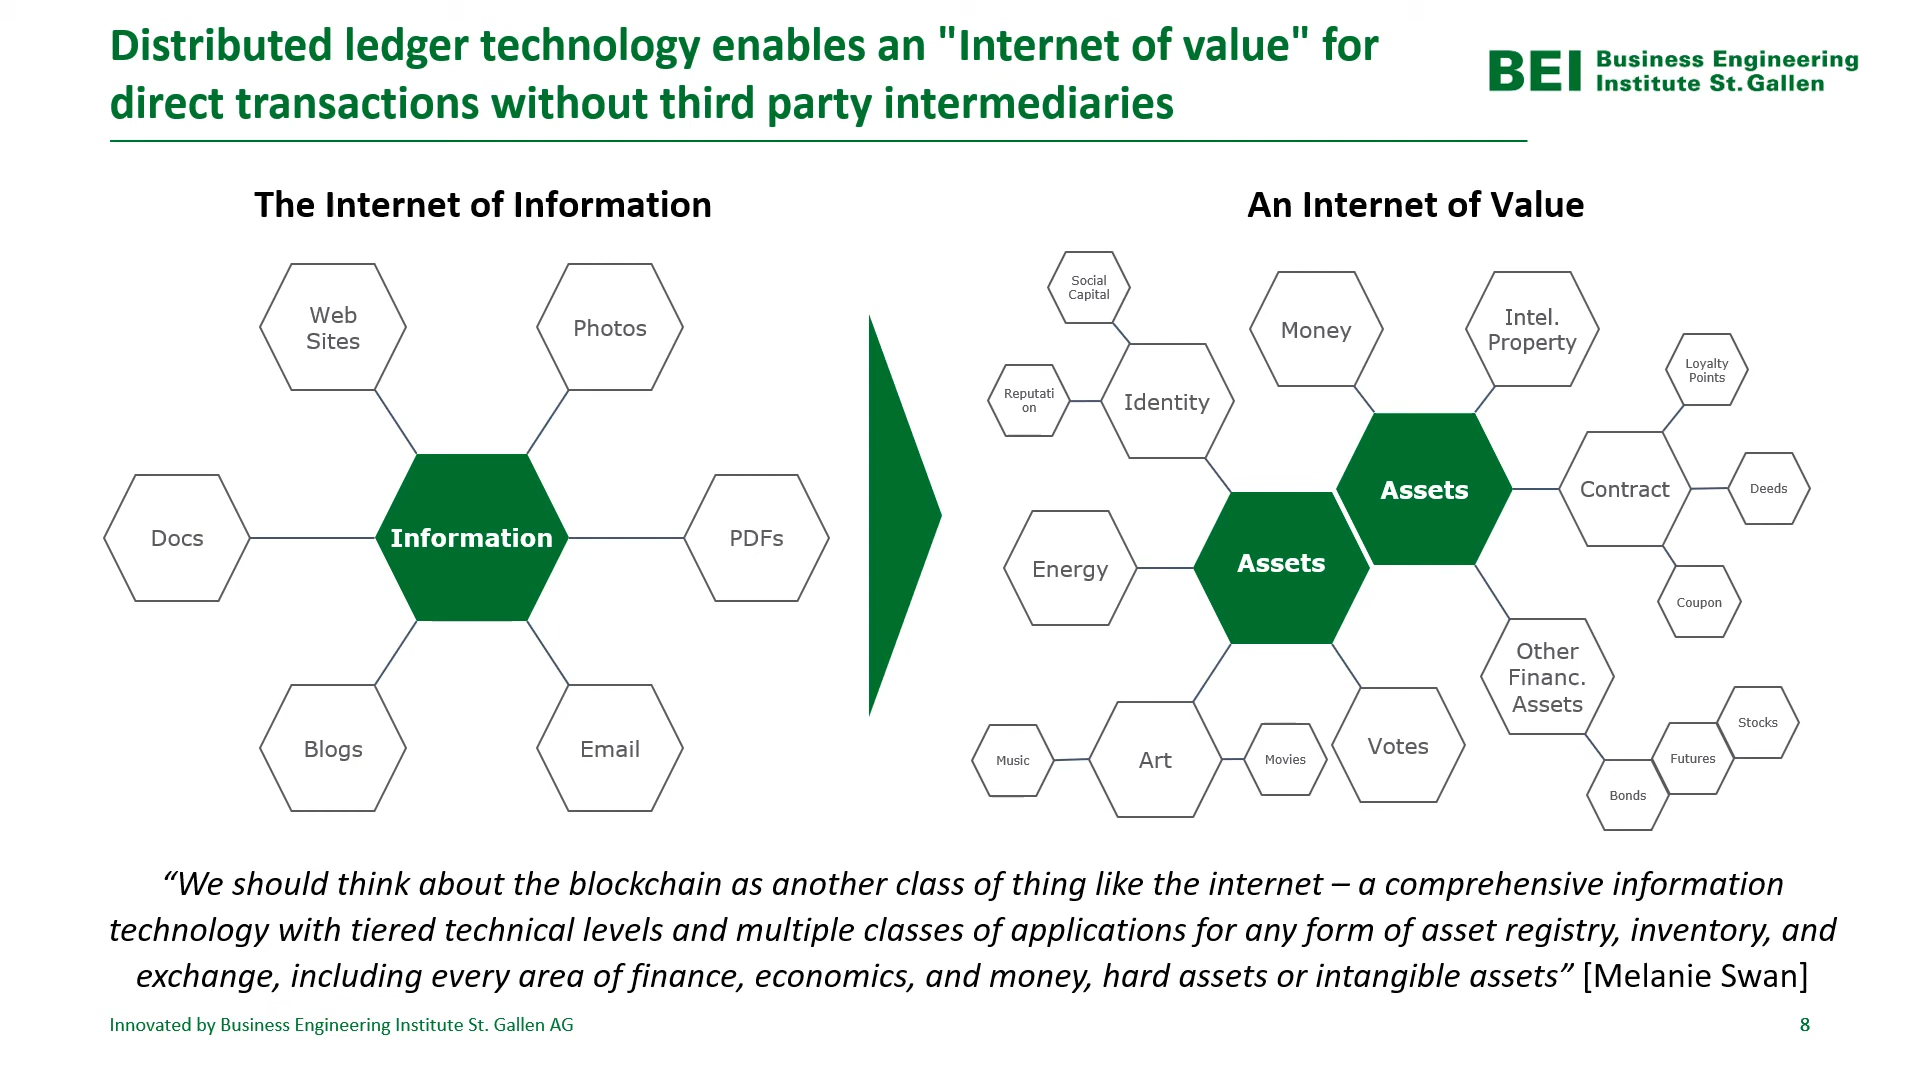 Distributed ledger technology enables an "Internet of value" for
direct transactions without third party intermediaries
BEI Business Engineering
Institute St. Gallen
The Internet of Information
Web
Sites
Photos
Docs
Information
PDFs
Blogs
Email
An Internet of Value
Social
Capital
Money
Intel.
Property
Loyalty
Points
Reputati
on
Identity
Assets
Contract
Deeds
Energy
Assets
Coupon
Other
Financ.
Assets
Music
Art
Movies
Votes
Stocks
Futures
Bonds
“We should think about the blockchain as another class of thing like the internet – a comprehensive information
technology with tiered technical levels and multiple classes of applications for any form of asset registry, inventory, and
exchange, including every area of finance, economics, and money, hard assets or intangible assets” [Melanie Swan]
Innovated by Business Engineering Institute St. Gallen AG
8